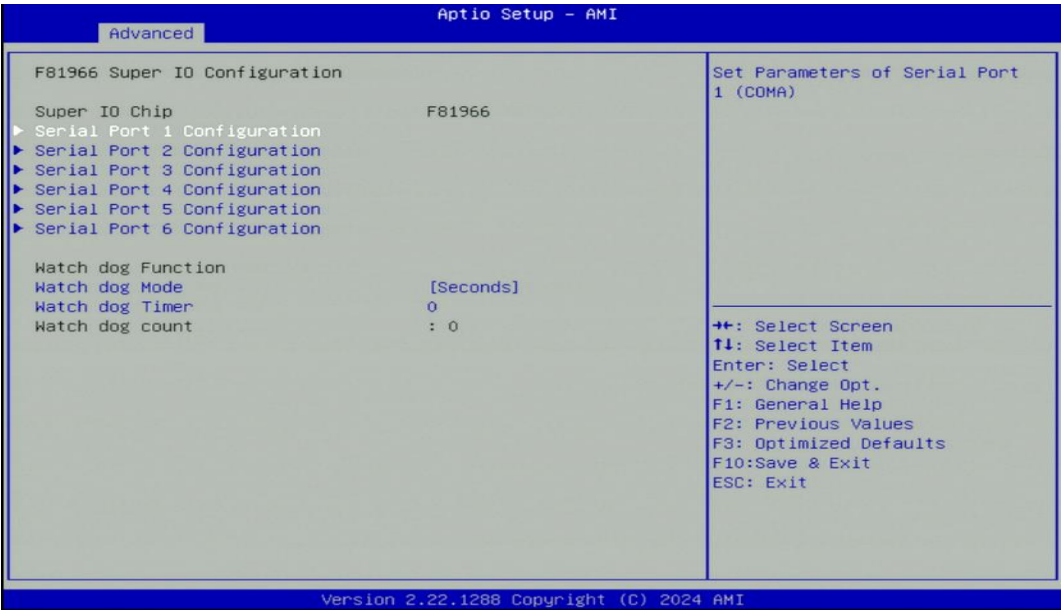 Aptio Setup - AMI
Advanced
F81966 Super IO Configuration
Super IO Chip F81966
▶ Serial Port 1 Configuration
▶ Serial Port 2 Configuration
▶ Serial Port 3 Configuration
▶ Serial Port 4 Configuration
▶ Serial Port 5 Configuration
▶ Serial Port 6 Configuration
Watch dog Function
Watch dog Mode [Seconds]
Watch dog Timer 0
Watch dog count : 0
Set Parameters of Serial Port
1 (COMA)
→←: Select Screen
↑↓: Select Item
Enter: Select
+/-: Change Opt.
F1: General Help
F2: Previous Values
F3: Optimized Defaults
F10:Save & Exit
ESC: Exit
Version 2.22.1288 Copyright (C) 2024 AMI